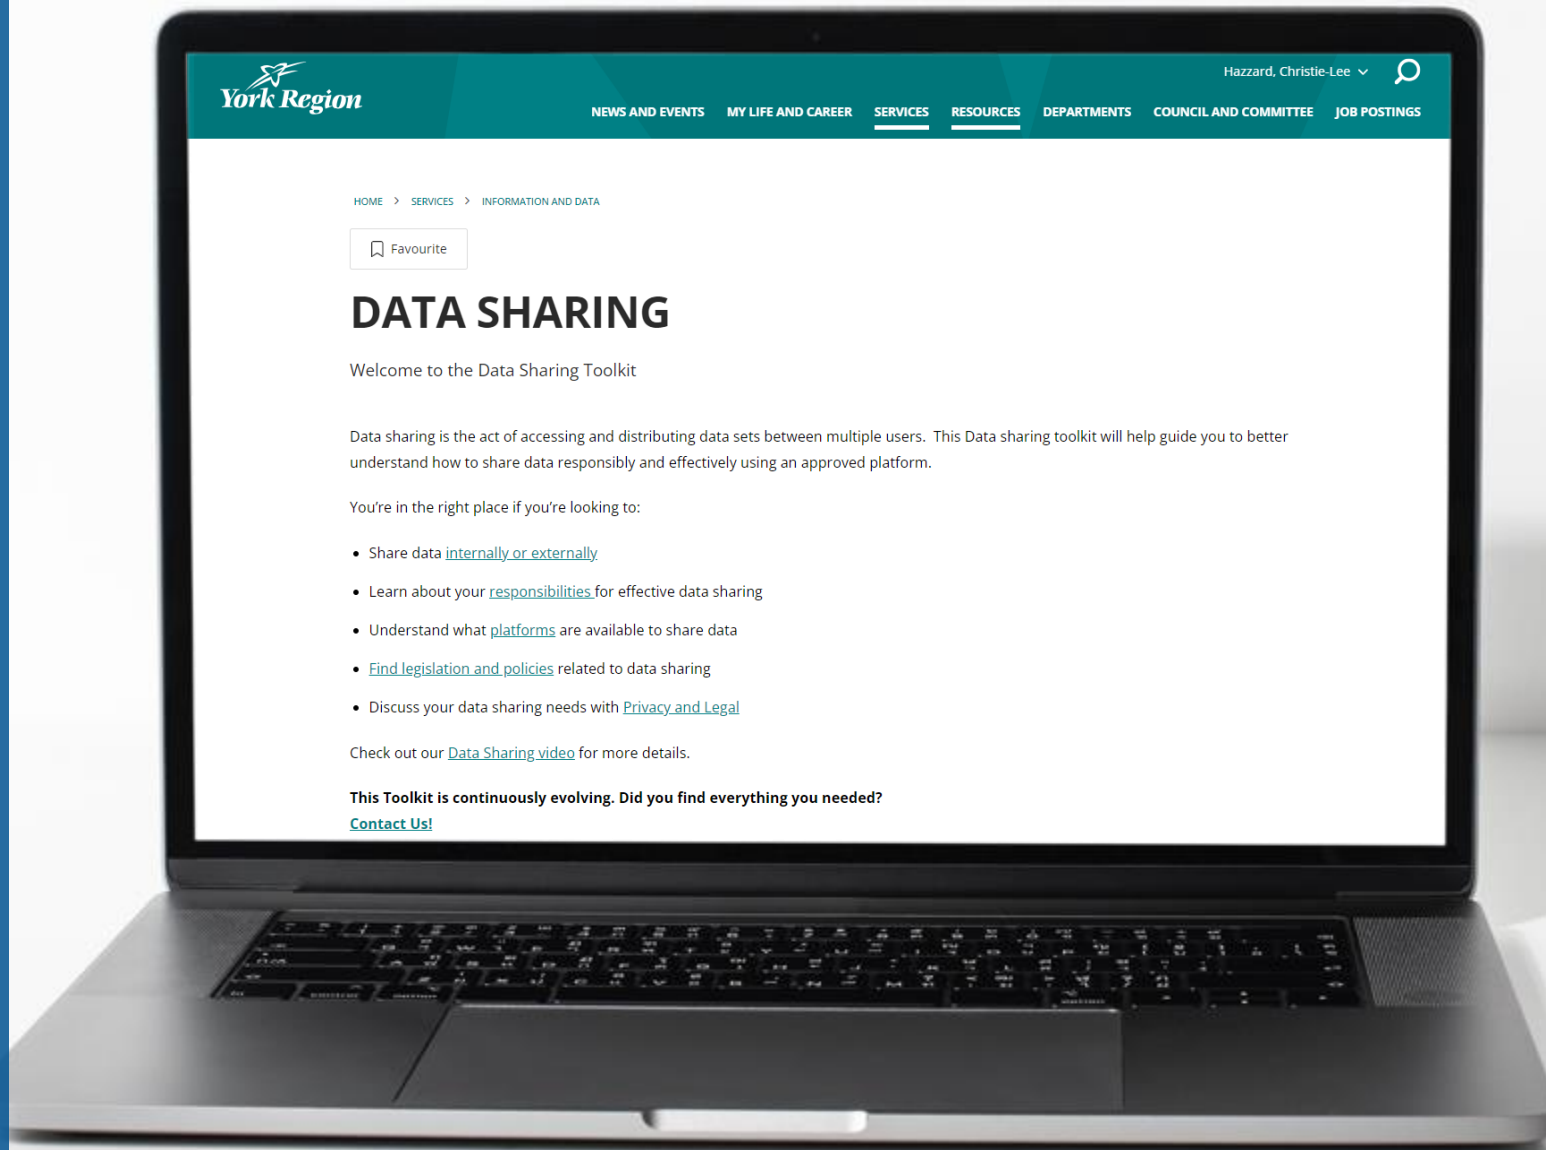 York Region
Hazzard, Christie-Lee
NEWS AND EVENTS MY LIFE AND CAREER SERVICES RESOURCES DEPARTMENTS COUNCIL AND COMMITTEE JOB POSTINGS
HOME > SERVICES > INFORMATION AND DATA
Favourite
DATA SHARING
Welcome to the Data Sharing Toolkit
Data sharing is the act of accessing and distributing data sets between multiple users. This Data sharing toolkit will help guide you to better
understand how to share data responsibly and effectively using an approved platform.
You’re in the right place if you’re looking to:
• Share data internally or externally
• Learn about your responsibilities for effective data sharing
• Understand what platforms are available to share data
• Find legislation and policies related to data sharing
• Discuss your data sharing needs with Privacy and Legal
Check out our Data Sharing video for more details.
This Toolkit is continuously evolving. Did you find everything you needed?
Contact Us!